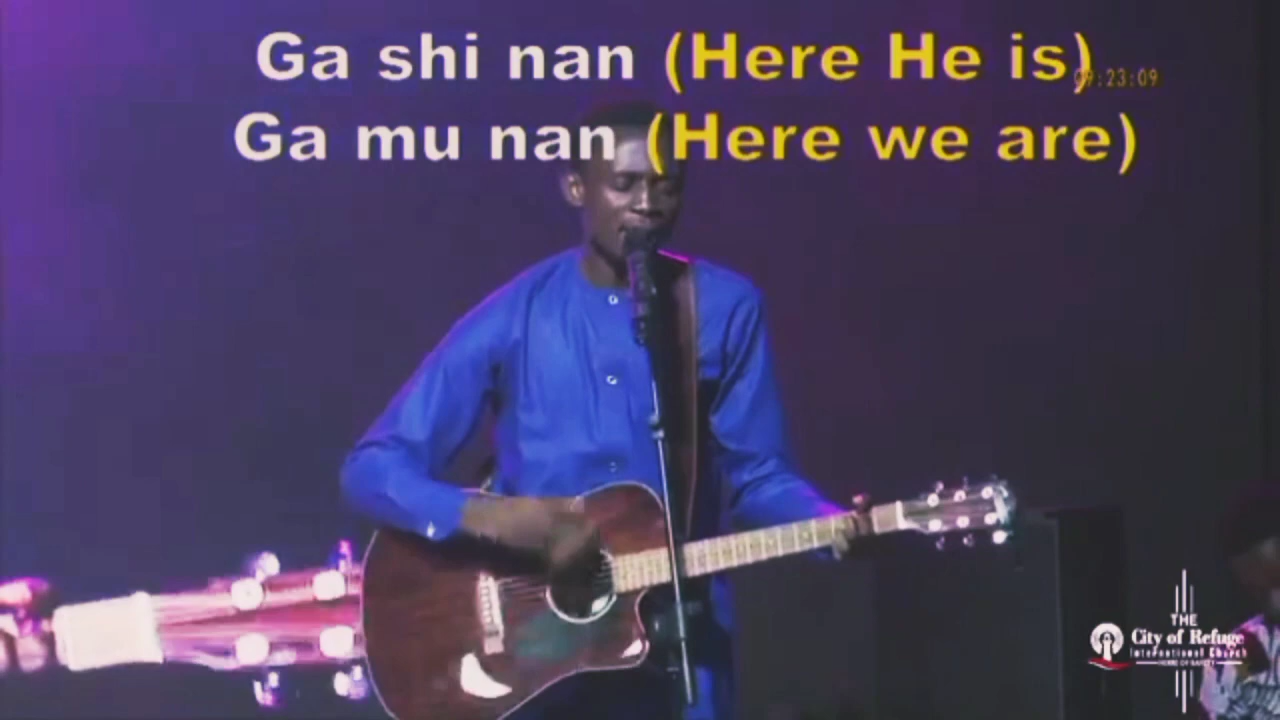 Ga shi nan (Here He is)
:23:09
Ga mu nan (Here we are)
THE
City of Refuge
International Church